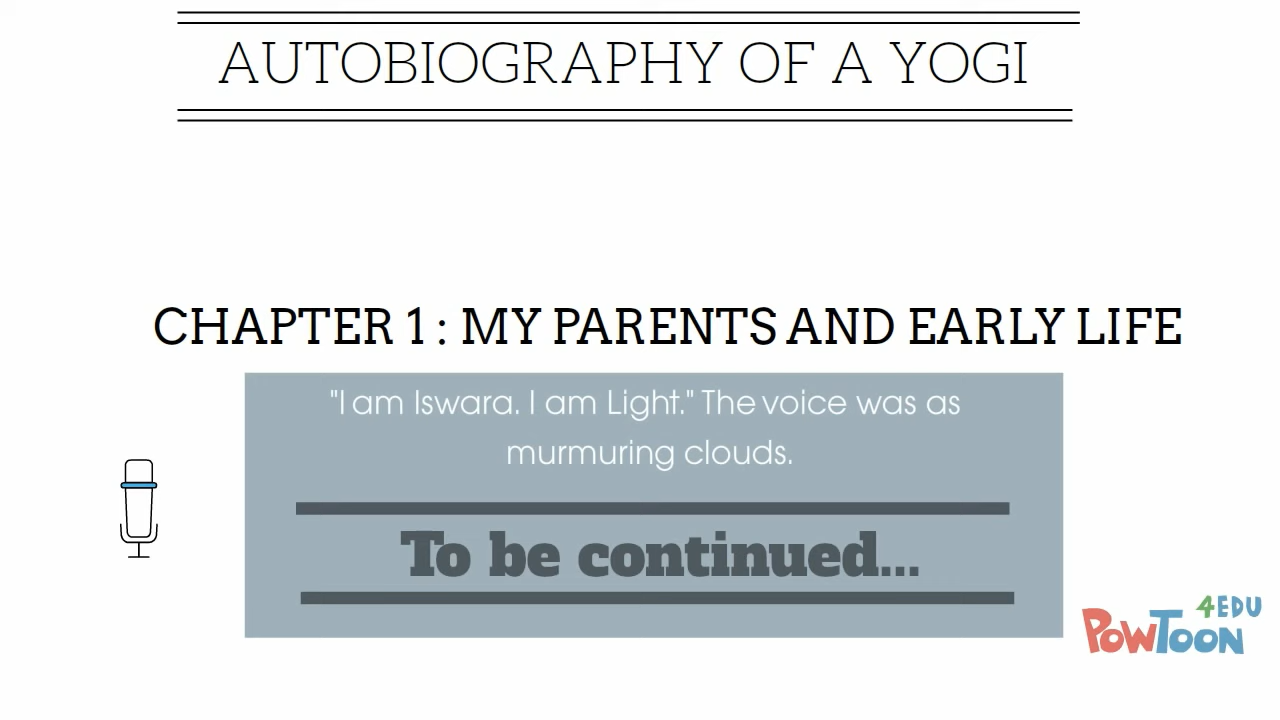 AUTOBIOGRAPHY OF A YOGI
CHAPTER 1 : MY PARENTS AND EARLY LIFE
"I am Iswara. I am Light." The voice was as
murmuring clouds.
To be continued...
4EDU
POWTOON